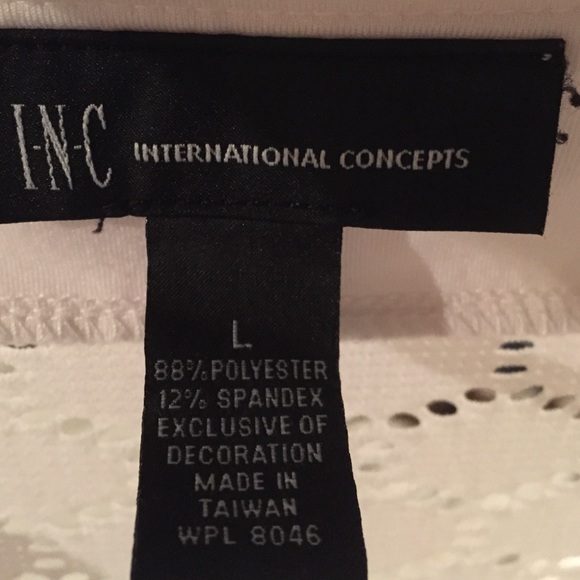 I-N-C INTERNATIONAL CONCEPTS
L
88% POLYESTER
12% SPANDEX
EXCLUSIVE OF
DECORATION
MADE IN
TAIWAN
WPL 8046